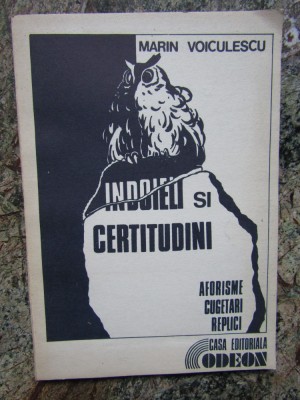 MARIN VOICULESCU
INDOIELI SI
CERTITUDINI
AFORISME
CUGETARI
REPLICI
CASA EDITORIALA
ODEON